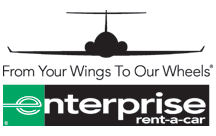 From Your Wings To Our Wheels®
enterprise®
rent-a-car